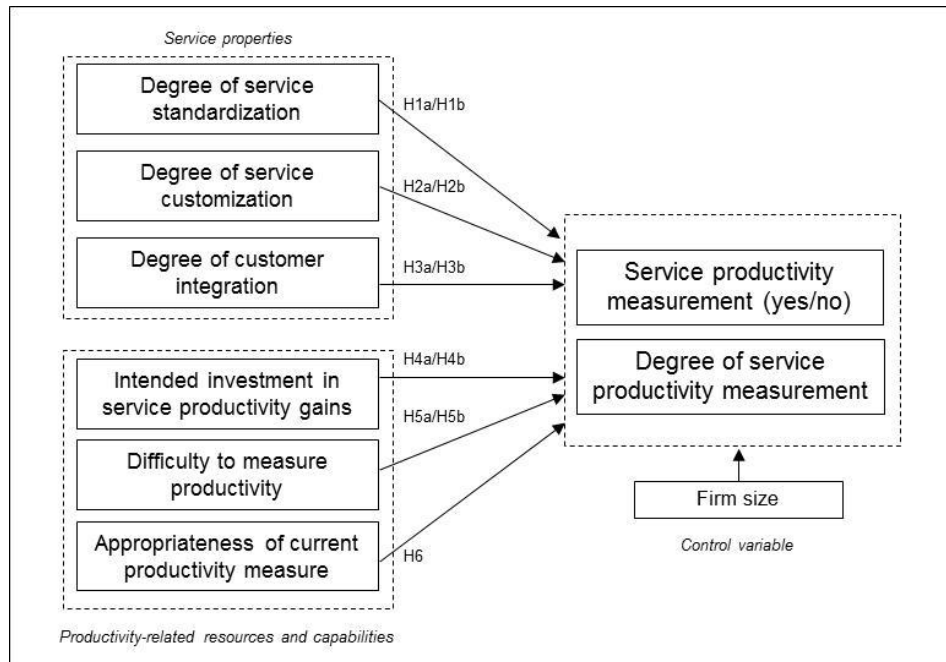 Service properties
Degree of service
standardization
H1a/H1b
Degree of service
customization
H2a/H2b
Degree of customer
integration
H3a/H3b
Service productivity
measurement (yes/no)
Degree of service
productivity measurement
H4a/H4b
Intended investment in
service productivity gains
H5a/H5b
Difficulty to measure
productivity
Appropriateness of current
productivity measure
H6
Firm size
Control variable
Productivity-related resources and capabilities